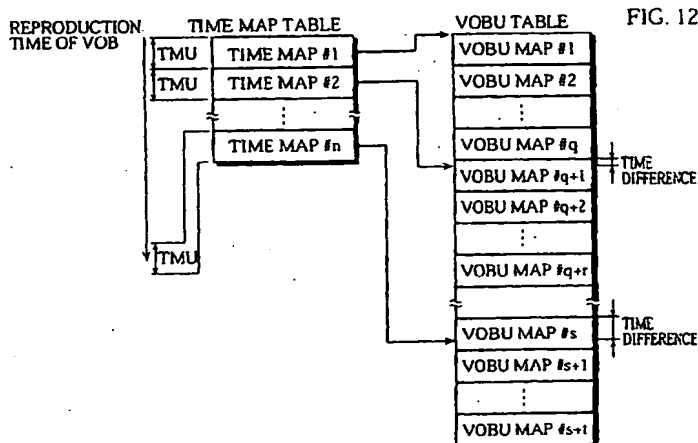 FIG. 12
REPRODUCTION
TIME OF VOB
TIME MAP TABLE
VOBU TABLE
TMU
TIME MAP #1
TMU
TIME MAP #2
⋮
TIME MAP #n
TMU
VOBU MAP #1
VOBU MAP #2
⋮
VOBU MAP #q
VOBU MAP #q+1
TIME
DIFFERENCE
VOBU MAP #q+2
⋮
VOBU MAP #q+r
VOBU MAP #s
TIME
DIFFERENCE
VOBU MAP #s+1
⋮
VOBU MAP #s+t